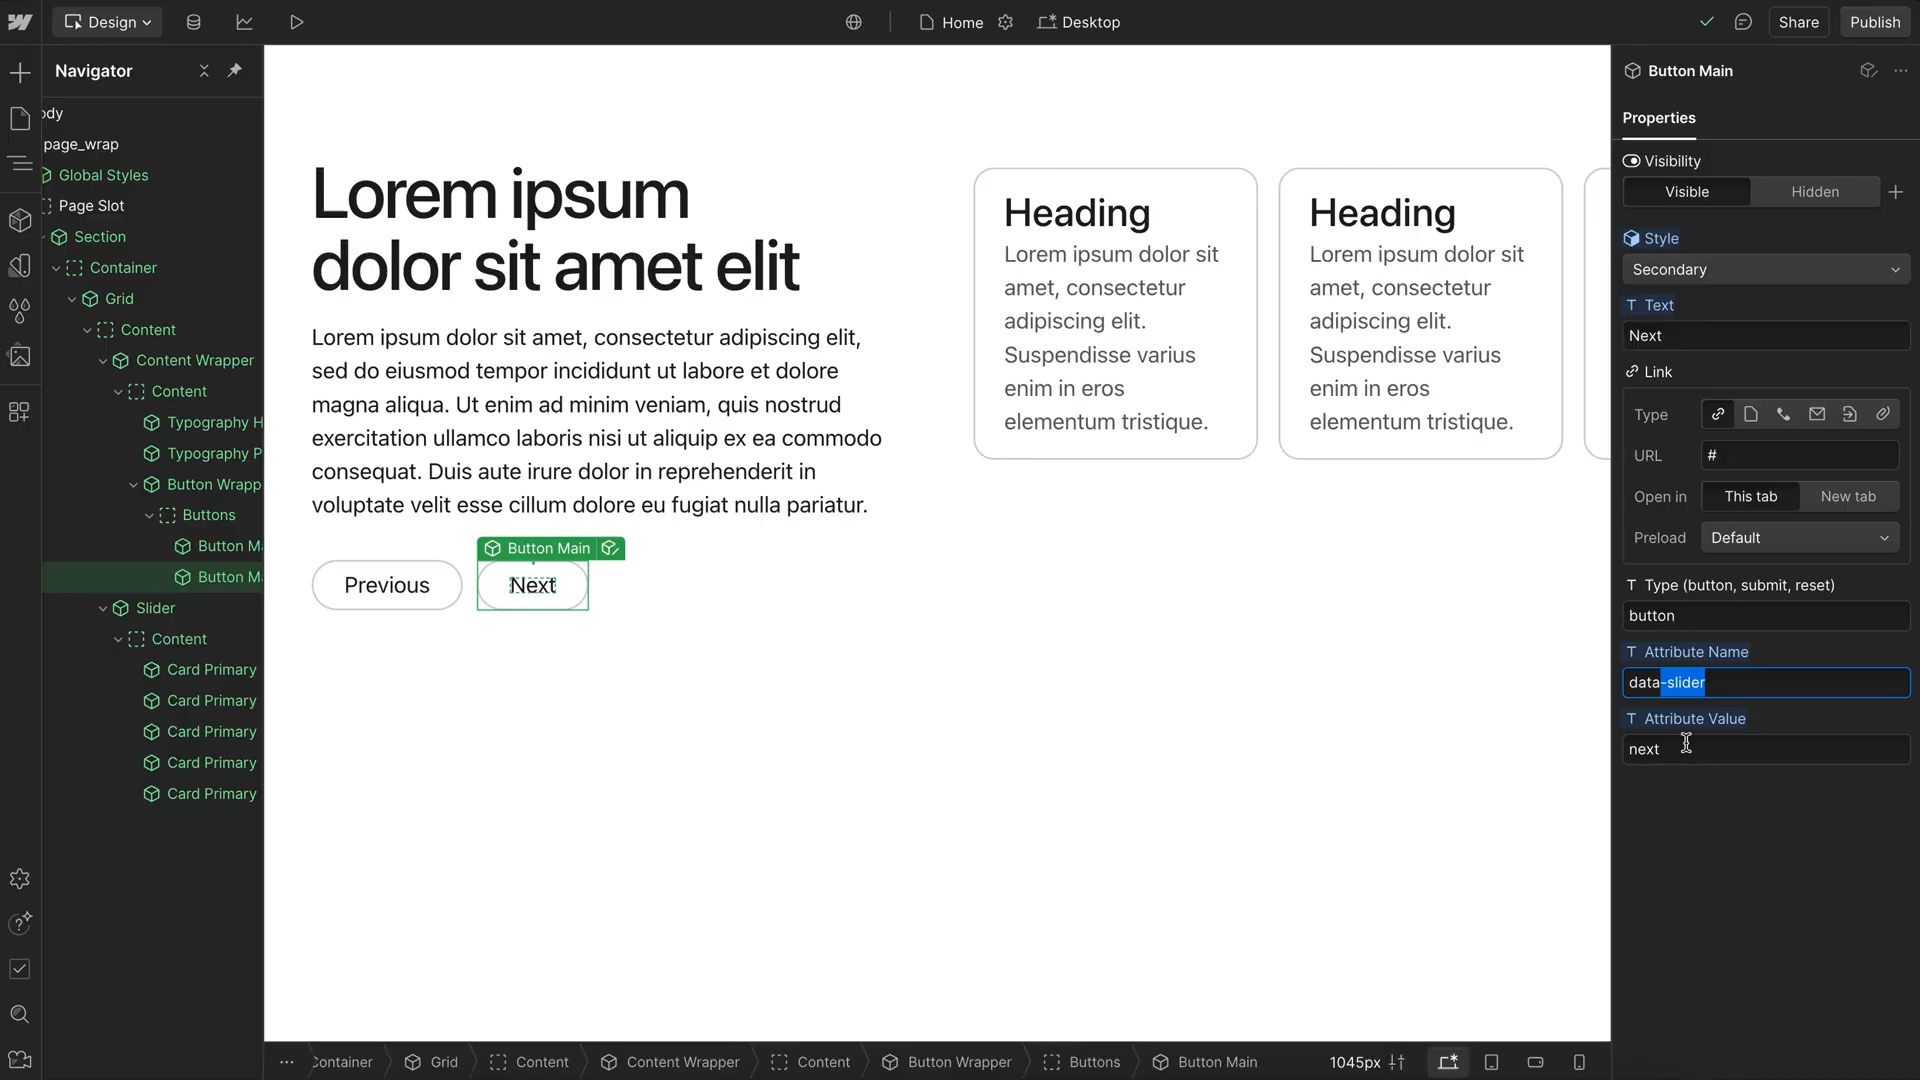 Design
Home
Desktop
Share
Publish
Navigator
ody
page_wrap
Global Styles
Page Slot
Section
Container
Grid
Content
Content Wrapper
Content
Typography H
Typography P
Button Wrapp
Buttons
Button Ma
Button Ma
Slider
Content
Card Primary
Card Primary
Card Primary
Card Primary
Card Primary
Lorem ipsum
dolor sit amet elit
Lorem ipsum dolor sit amet, consectetur adipiscing elit,
sed do eiusmod tempor incididunt ut labore et dolore
magna aliqua. Ut enim ad minim veniam, quis nostrud
exercitation ullamco laboris nisi ut aliquip ex ea commodo
consequat. Duis aute irure dolor in reprehenderit in
voluptate velit esse cillum dolore eu fugiat nulla pariatur.
Button Main
Previous
Next
Heading
Lorem ipsum dolor sit
amet, consectetur
adipiscing elit.
Suspendisse varius
enim in eros
elementum tristique.
Heading
Lorem ipsum dolor sit
amet, consectetur
adipiscing elit.
Suspendisse varius
enim in eros
elementum tristique.
Button Main
Properties
Visibility
Visible
Hidden
Style
Secondary
Text
Next
Link
Type
URL
#
Open in
This tab
New tab
Preload
Default
Type (button, submit, reset)
button
Attribute Name
data-slider
Attribute Value
next
Container
Grid
Content
Content Wrapper
Content
Button Wrapper
Buttons
Button Main
1045px